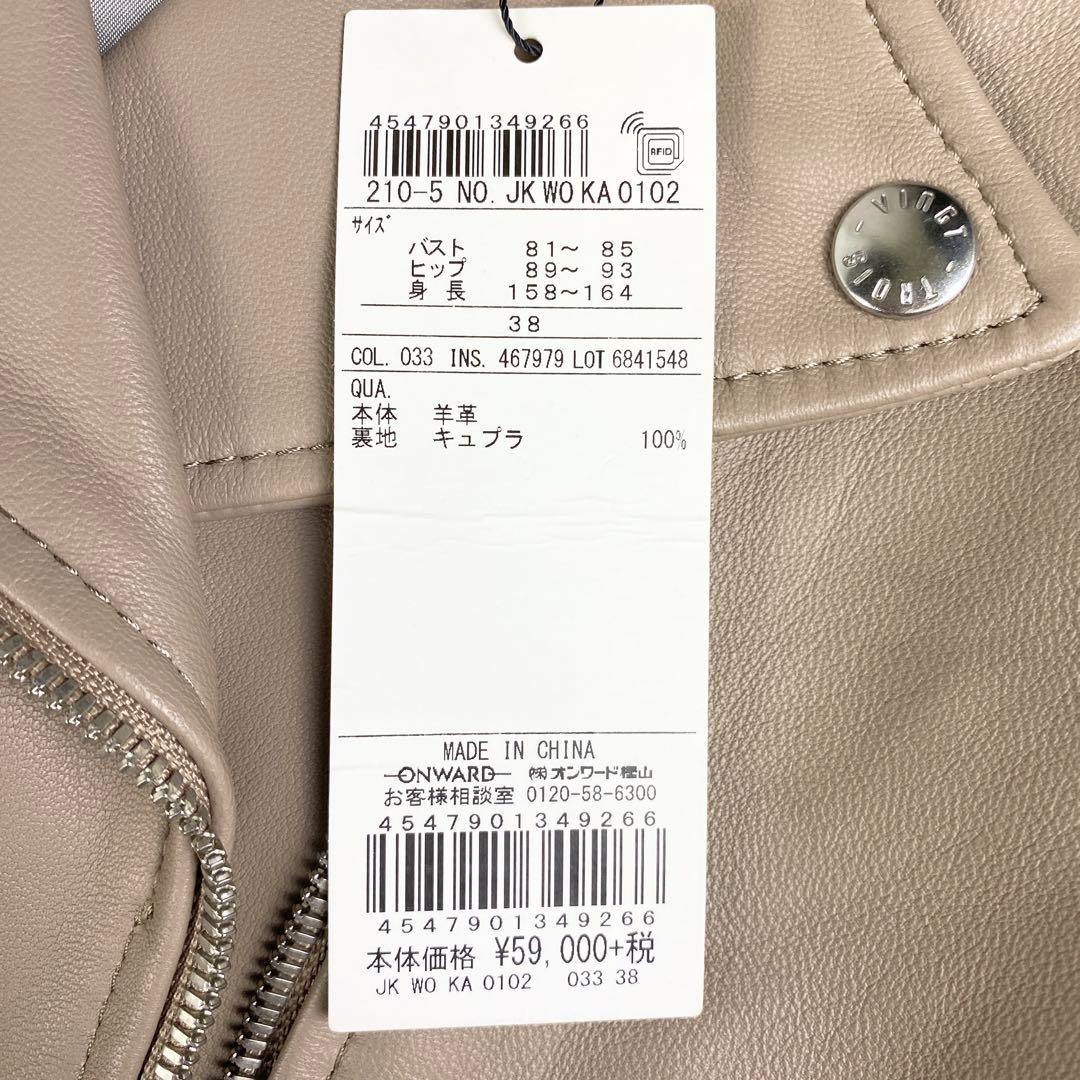 4547901349266
RFID
210-5 NO. JK WO KA 0102
サイズ
バスト 81～ 85
ヒップ 89～ 93
身 長 158～164
38
COL. 033 INS. 467979 LOT 6841548
QUA.
本体 羊革
裏地 キュプラ 100%
MADE IN CHINA
ONWARD ㈱オンワード樫山
お客様相談室 0120-58-6300
4547901349266
4547901349266
本体価格 ¥59,000+税
JK WO KA 0102 033 38
VINGT - TROIS -